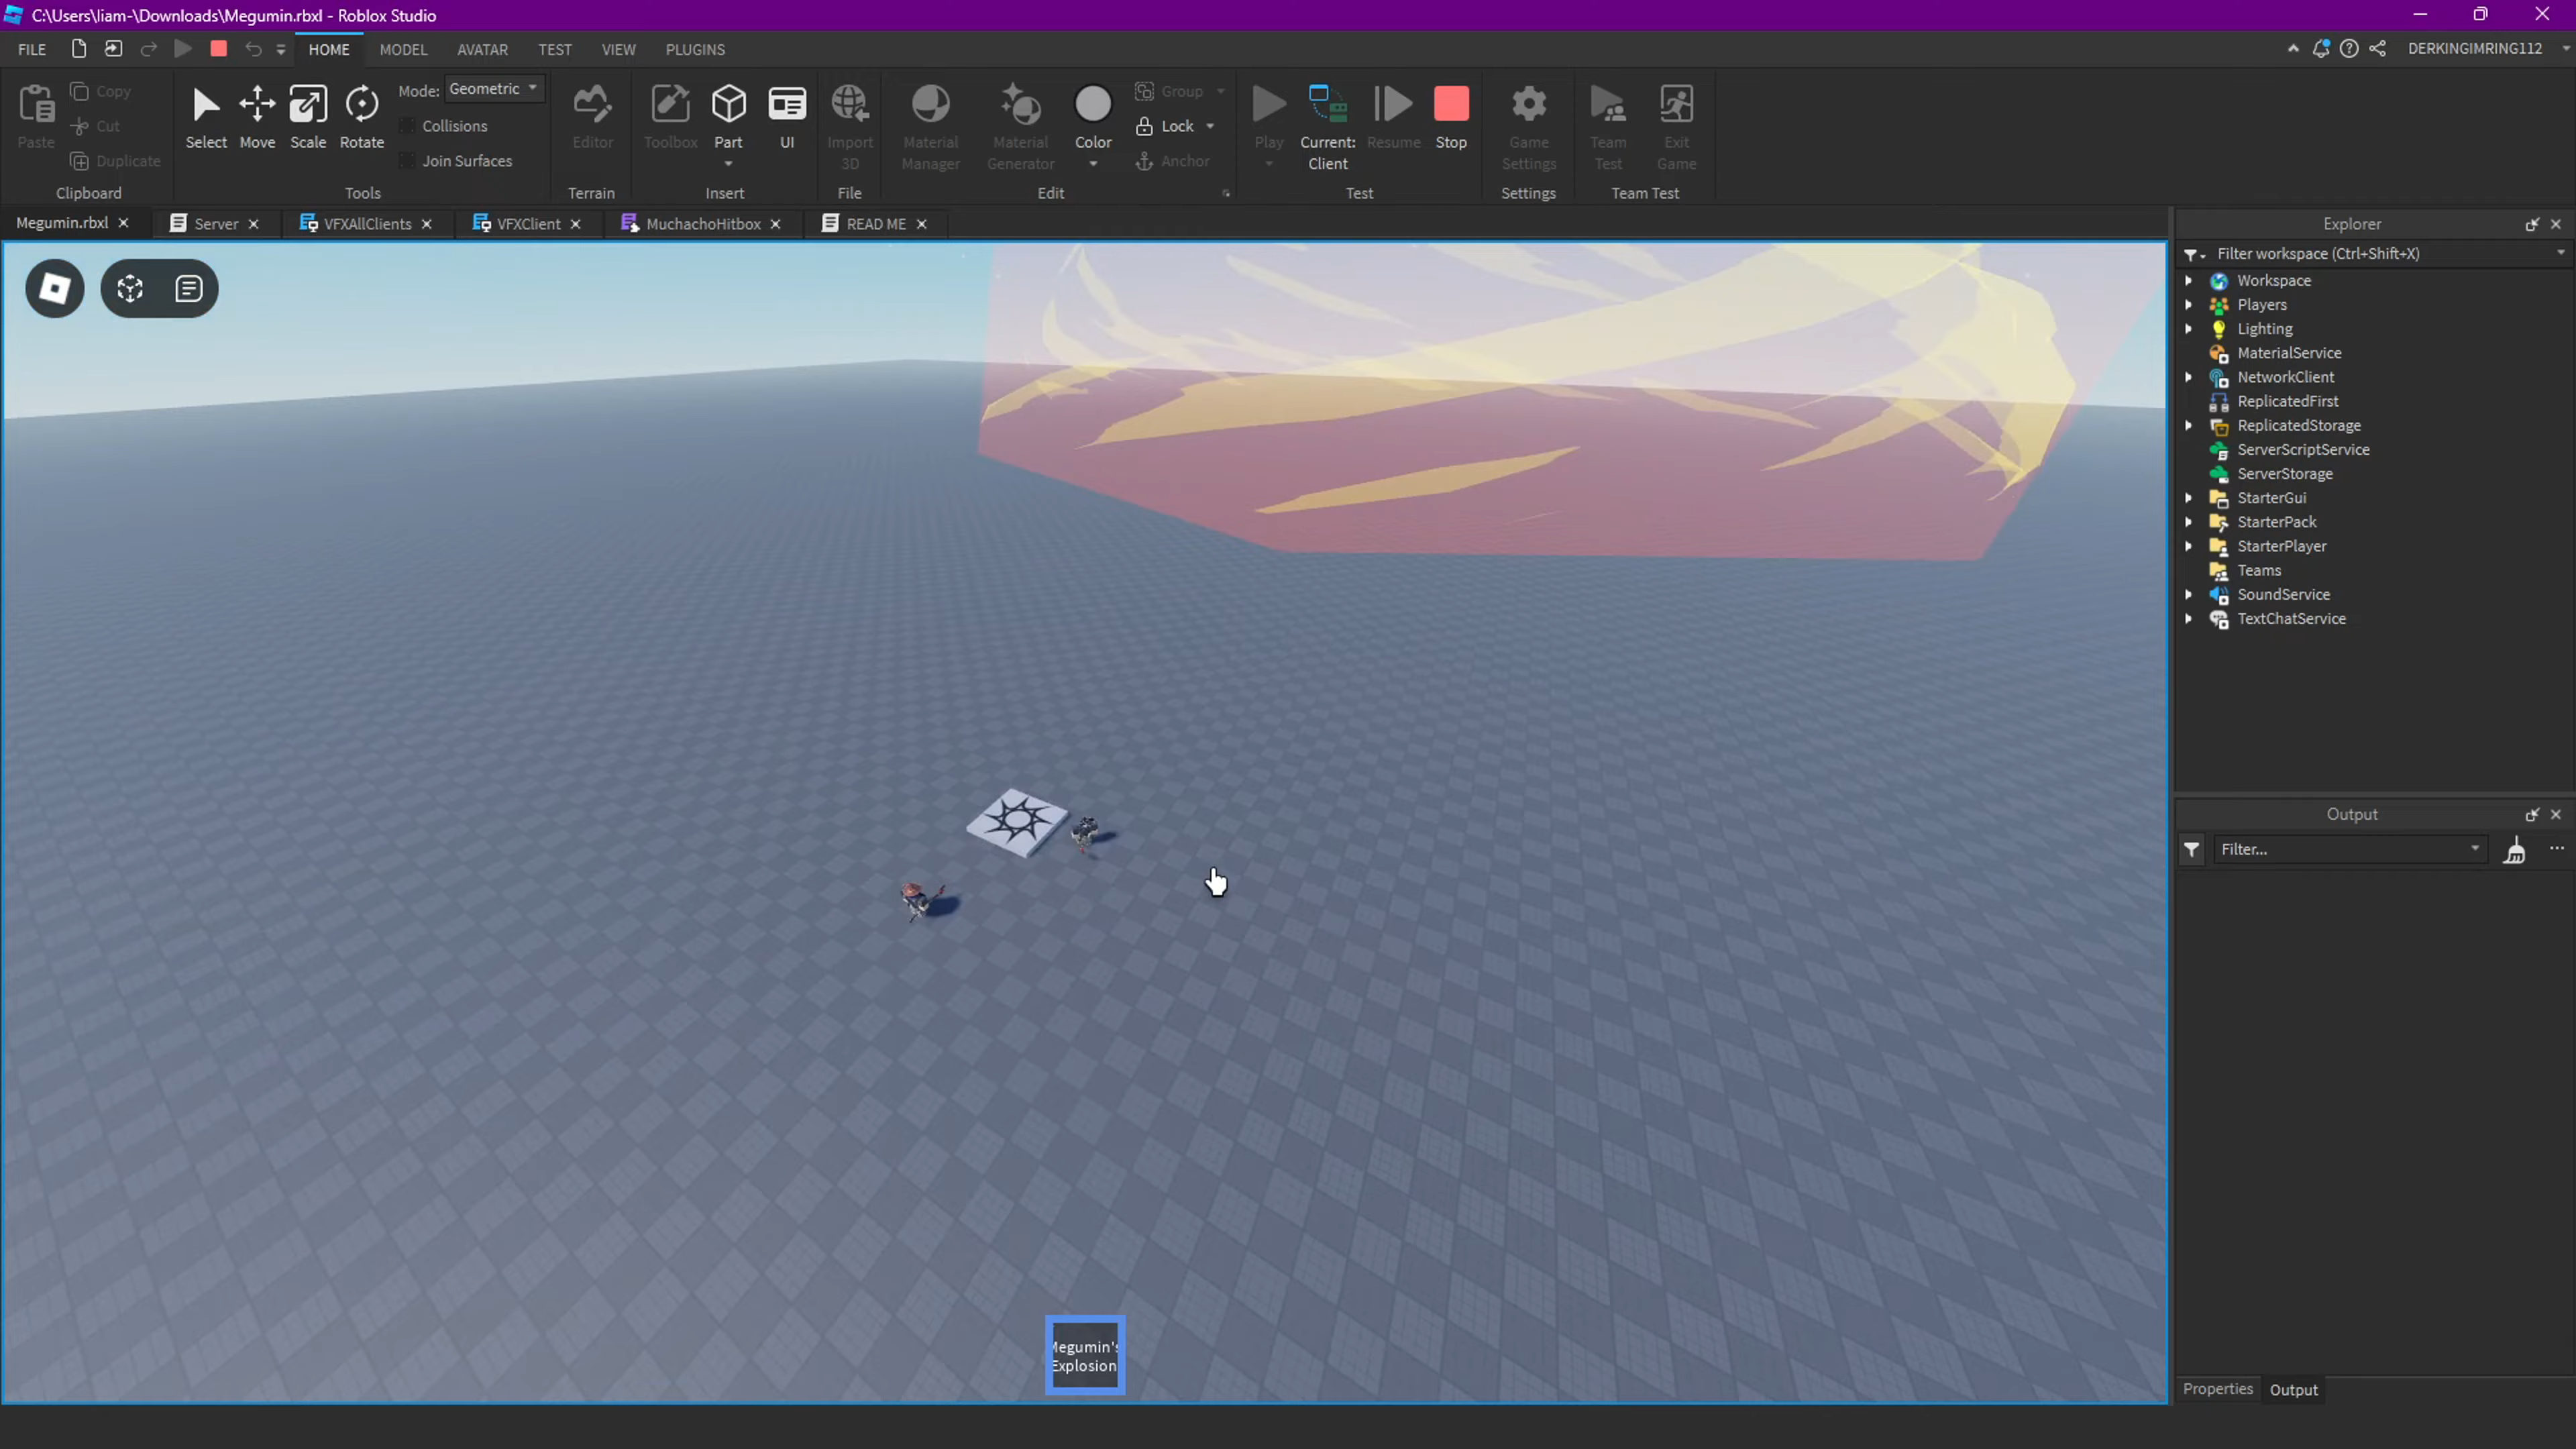 C:\Users\liam-\Downloads\Megumin.rbxl - Roblox Studio
FILE HOME MODEL AVATAR TEST VIEW PLUGINS DERKINGIMRING112
Paste
Copy
Cut
Duplicate
Clipboard
Select Move Scale Rotate
Mode: Geometric
Collisions
Join Surfaces
Tools
Editor
Terrain
Toolbox Part UI
Insert
Import
3D
File
Material
Manager
Material
Generator
Color
Group
Lock
Anchor
Edit
Play
Current:
Client
Resume
Stop
Test
Game
Settings
Settings
Team
Test
Exit
Game
Team Test
Megumin.rbxl Server VFXAllClients VFXClient MuchachoHitbox READ ME
Explorer
Filter workspace (Ctrl+Shift+X)
Workspace
Players
Lighting
MaterialService
NetworkClient
ReplicatedFirst
ReplicatedStorage
ServerScriptService
ServerStorage
StarterGui
StarterPack
StarterPlayer
Teams
SoundService
TextChatService
Output
Filter...
Megumin's
Explosion
Properties Output